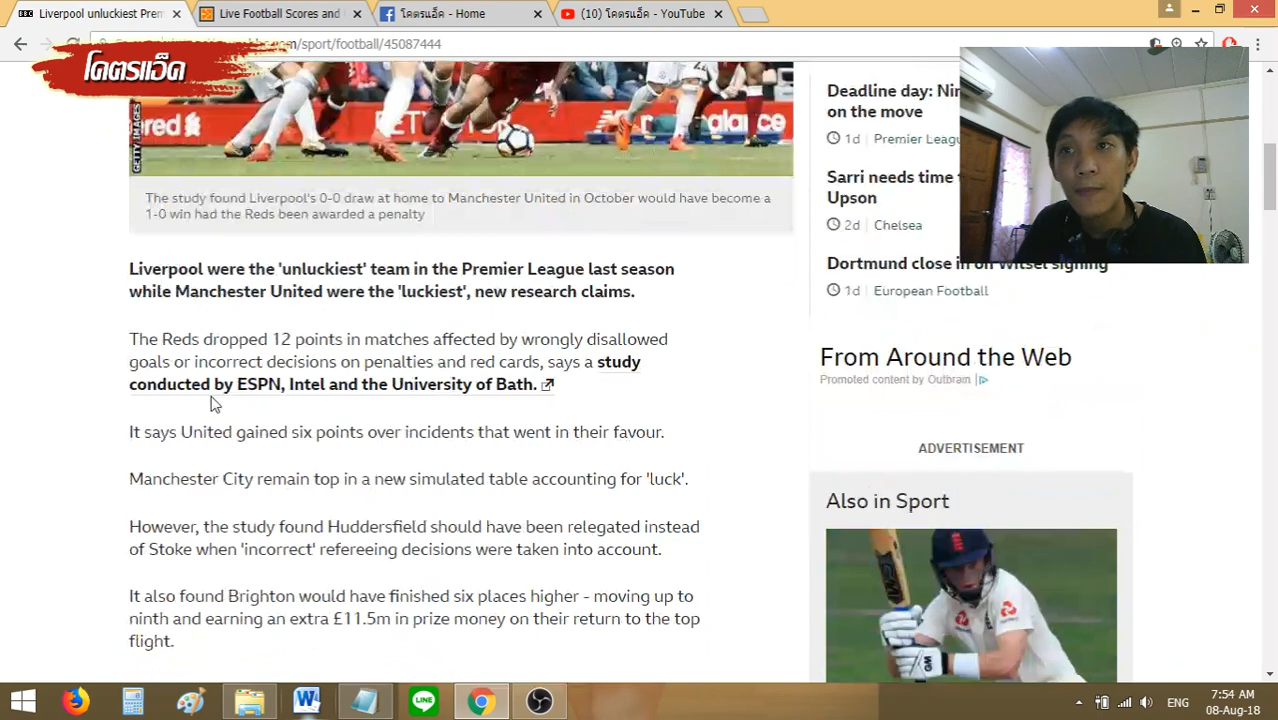 Liverpool unluckiest Prem
Live Football Scores and
โคตรแอ็ด - Home
(10) โคตรแอ็ด - YouTube
/sport/football/45087444
โคตรแอ็ด
GETTY IMAGES
The study found Liverpool's 0-0 draw at home to Manchester United in October would have become a
1-0 win had the Reds been awarded a penalty
Liverpool were the 'unluckiest' team in the Premier League last season
while Manchester United were the 'luckiest', new research claims.
The Reds dropped 12 points in matches affected by wrongly disallowed
goals or incorrect decisions on penalties and red cards, says a study
conducted by ESPN, Intel and the University of Bath.
It says United gained six points over incidents that went in their favour.
Manchester City remain top in a new simulated table accounting for 'luck'.
However, the study found Huddersfield should have been relegated instead
of Stoke when 'incorrect' refereeing decisions were taken into account.
It also found Brighton would have finished six places higher - moving up to
ninth and earning an extra £11.5m in prize money on their return to the top
flight.
Deadline day:
on the move
1d Premier
Sarri needs time
Upson
2d Chelsea
Dortmund close in on Witsel signing
1d European Football
From Around the Web
Promoted content by Outbrain
ADVERTISEMENT
Also in Sport
GM
ENG
7:54 AM
08-Aug-18